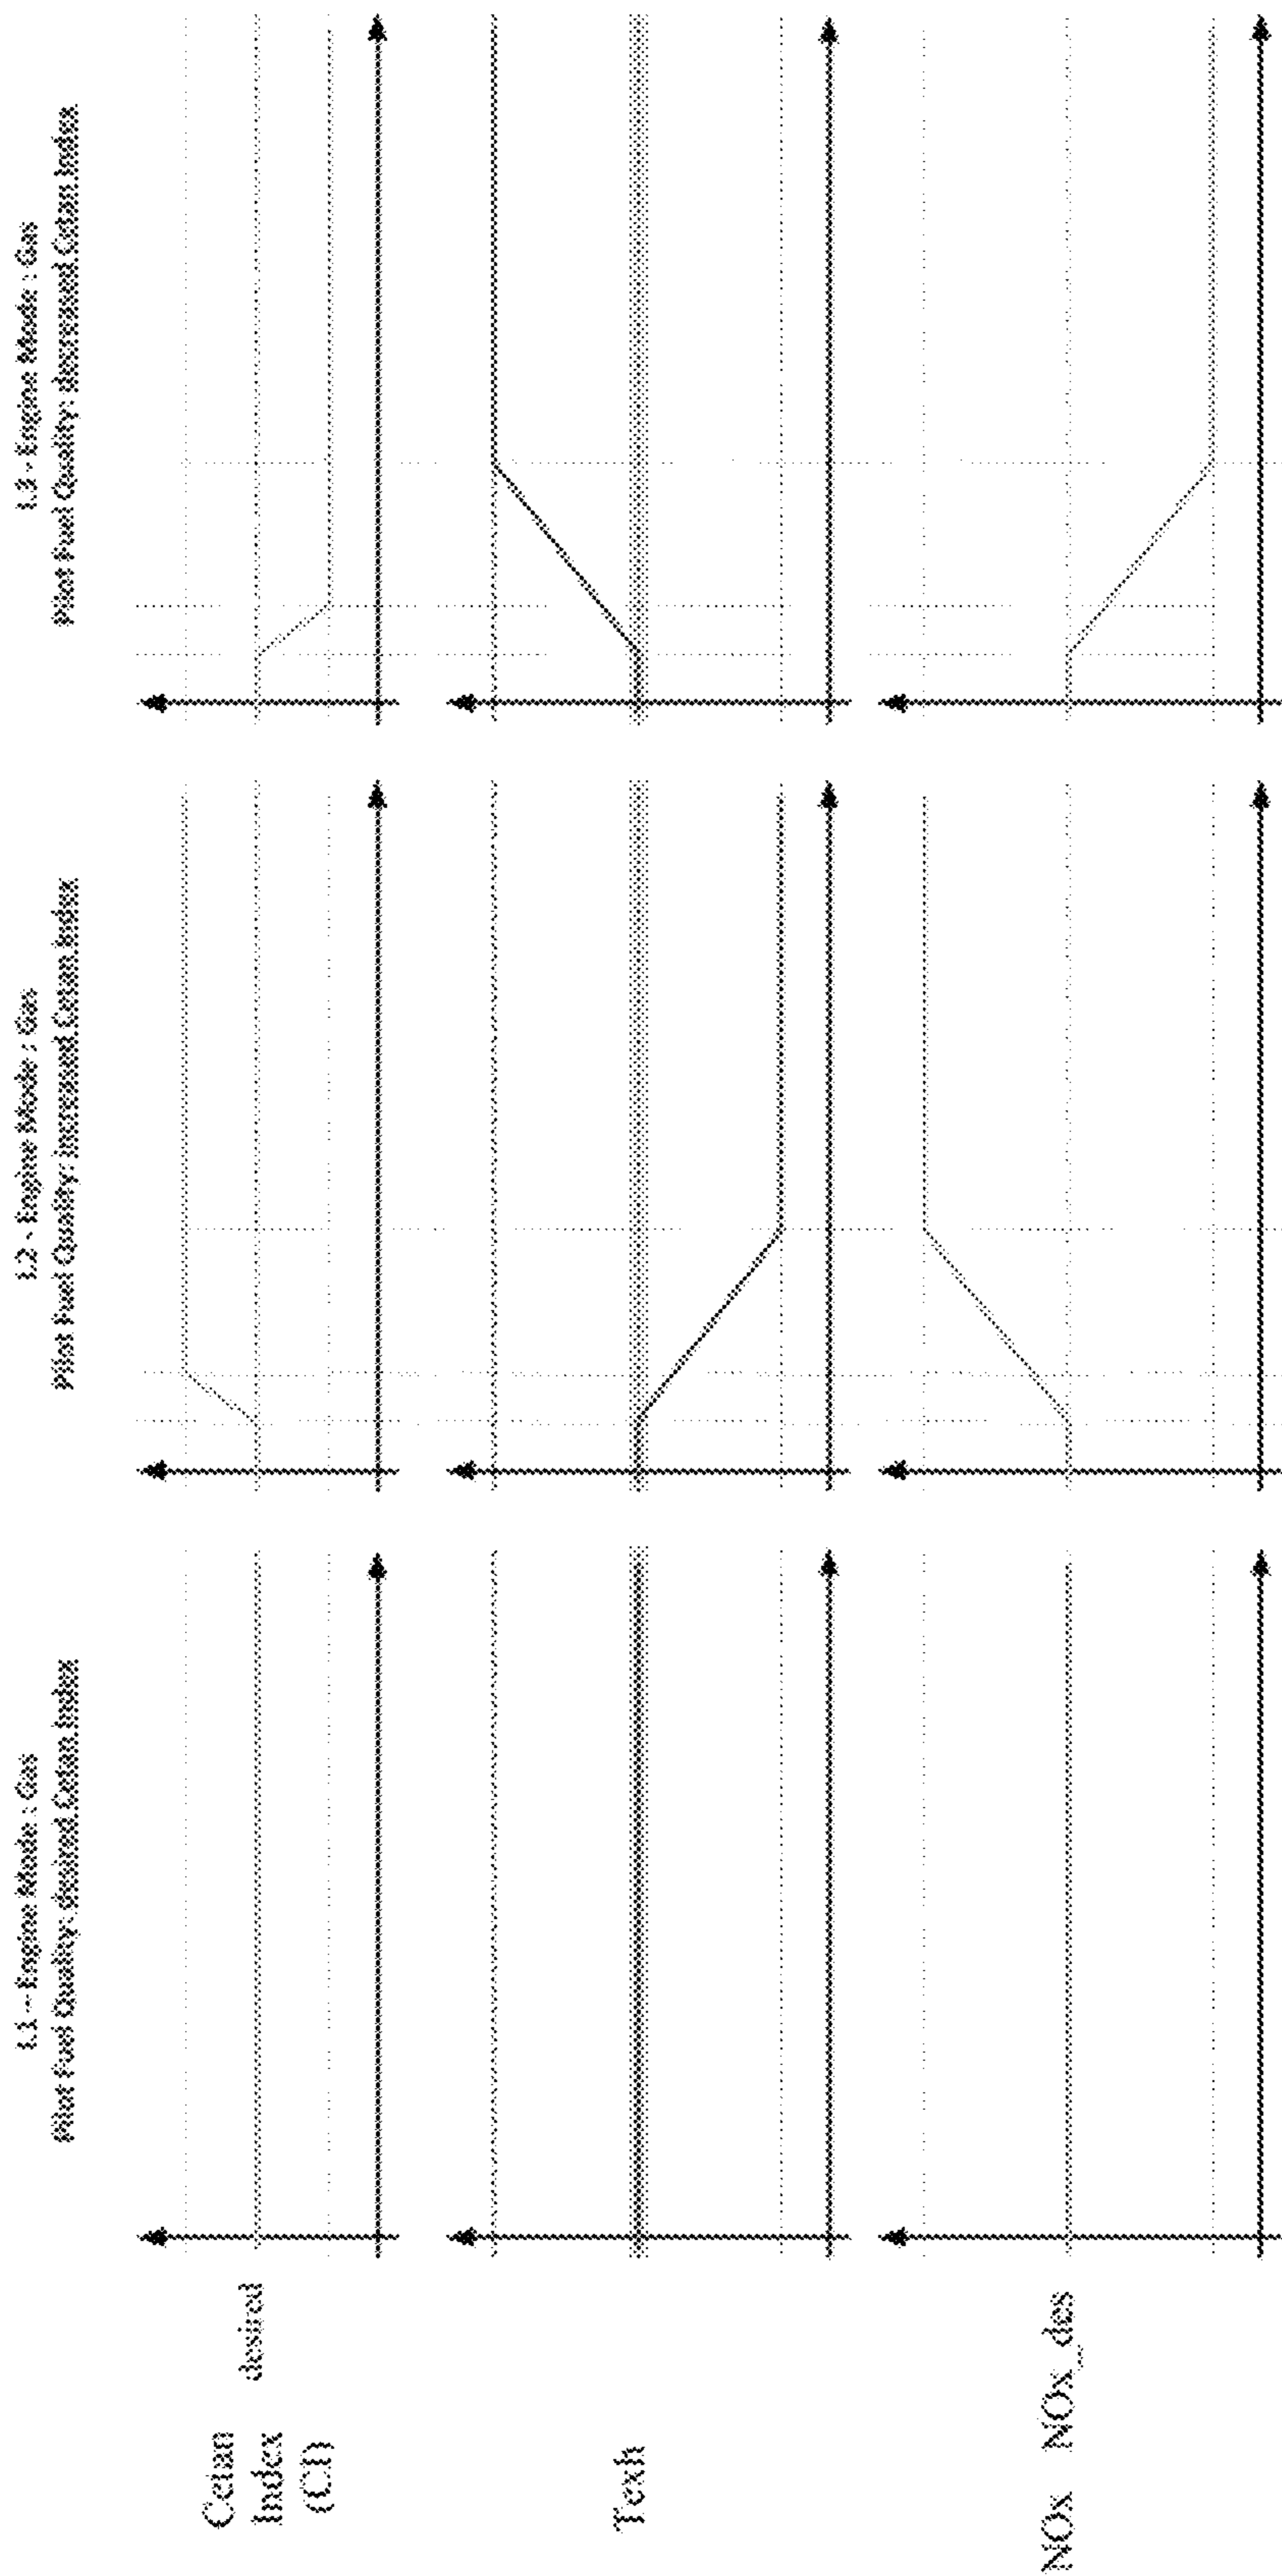 1.1 - Engine Mode : Gas
Pilot Fuel Quality: desired Cetan Index
1.2 - Engine Mode : Gas
Pilot Fuel Quality: increased Cetan Index
1.3 - Engine Mode : Gas
Pilot Fuel Quality: decreased Cetan Index
Cetan
Index
(CI)
desired
Texh
NOx NOx_des